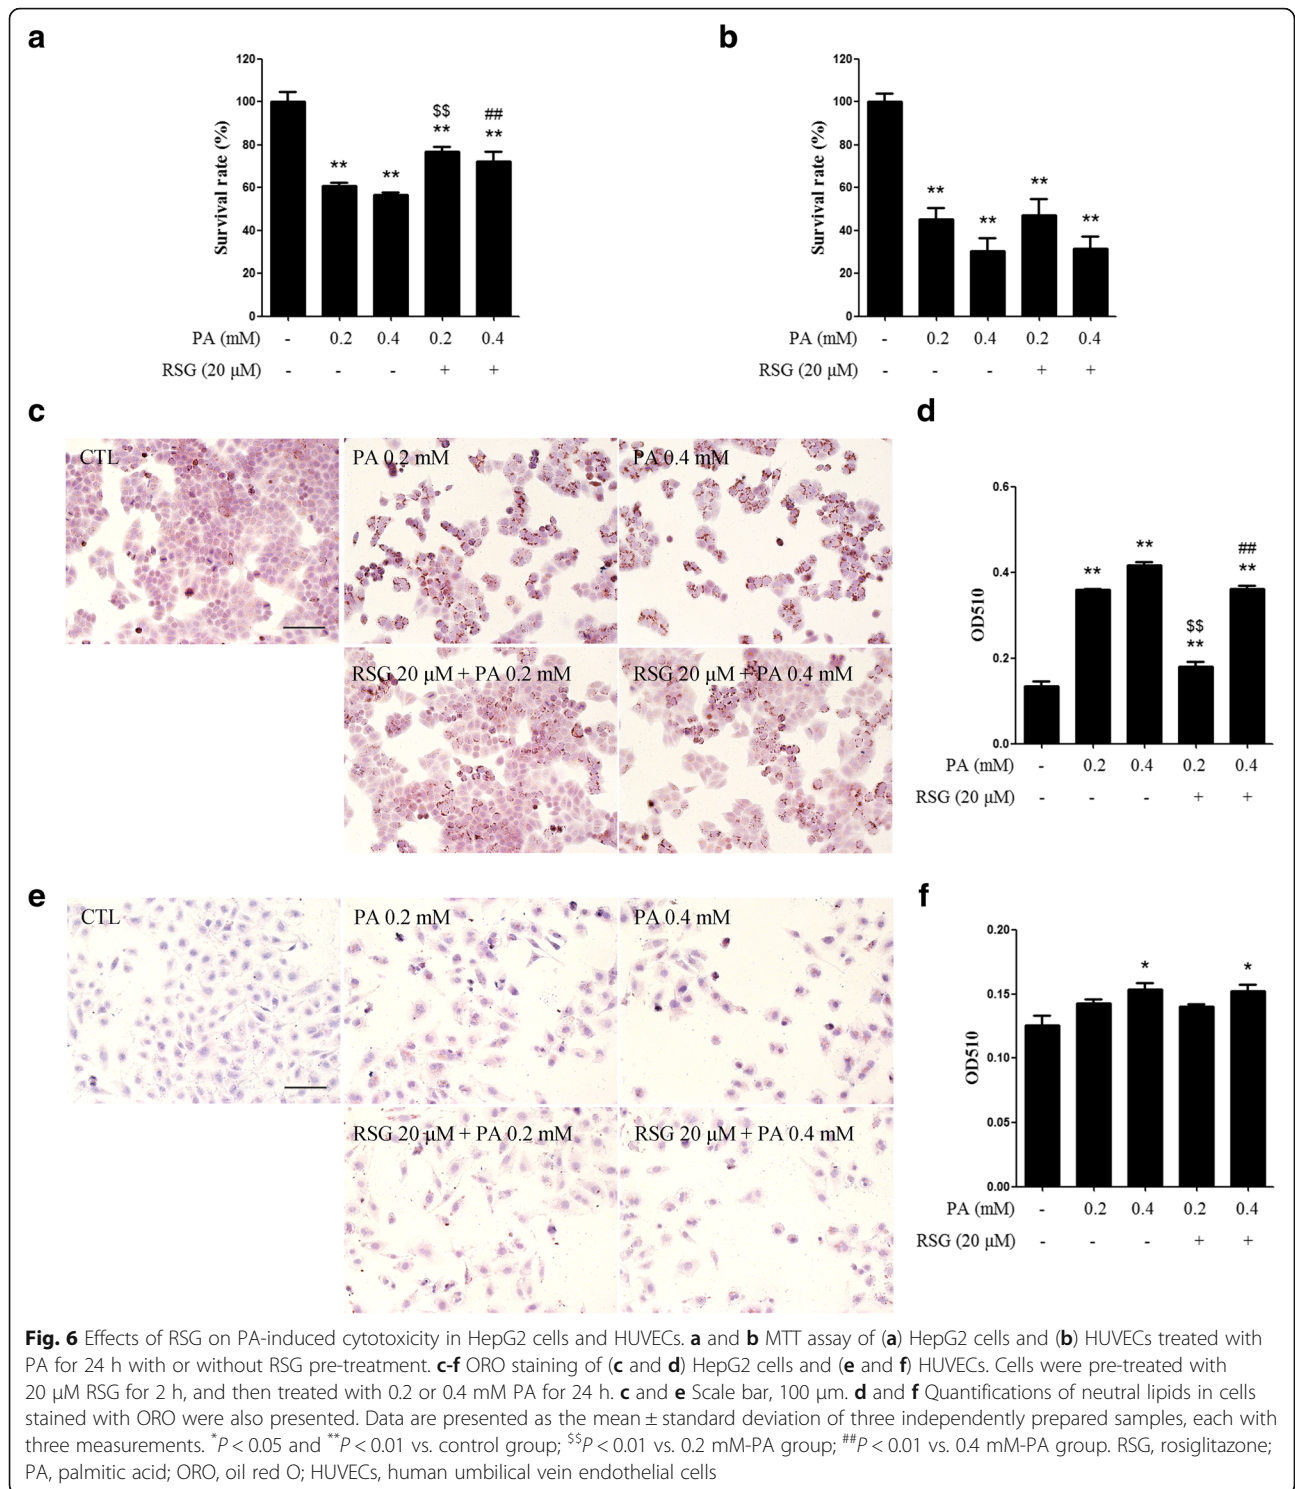 a
120
100
80
60
40
20
0
Survival rate (%)
**
**
$$
**
##
**
PA (mM) - 0.2 0.4 0.2 0.4
RSG (20 μM) - - - + +
b
120
100
80
60
40
20
0
Survival rate (%)
**
**
**
**
PA (mM) - 0.2 0.4 0.2 0.4
RSG (20 μM) - - - + +
c
CTL
PA 0.2 mM
PA 0.4 mM
RSG 20 μM + PA 0.2 mM
RSG 20 μM + PA 0.4 mM
d
0.6
0.4
0.2
0.0
OD510
**
**
$$
**
##
**
PA (mM) - 0.2 0.4 0.2 0.4
RSG (20 μM) - - - + +
e
CTL
PA 0.2 mM
PA 0.4 mM
RSG 20 μM + PA 0.2 mM
RSG 20 μM + PA 0.4 mM
f
0.20
0.15
0.10
0.05
0.00
OD510
*
*
PA (mM) - 0.2 0.4 0.2 0.4
RSG (20 μM) - - - + +
Fig. 6 Effects of RSG on PA-induced cytotoxicity in HepG2 cells and HUVECs. a and b MTT assay of (a) HepG2 cells and (b) HUVECs treated with
PA for 24 h with or without RSG pre-treatment. c-f ORO staining of (c and d) HepG2 cells and (e and f) HUVECs. Cells were pre-treated with
20 μM RSG for 2 h, and then treated with 0.2 or 0.4 mM PA for 24 h. c and e Scale bar, 100 μm. d and f Quantifications of neutral lipids in cells
stained with ORO were also presented. Data are presented as the mean ± standard deviation of three independently prepared samples, each with
three measurements. *P < 0.05 and **P < 0.01 vs. control group; $$P < 0.01 vs. 0.2 mM-PA group; ##P < 0.01 vs. 0.4 mM-PA group. RSG, rosiglitazone;
PA, palmitic acid; ORO, oil red O; HUVECs, human umbilical vein endothelial cells